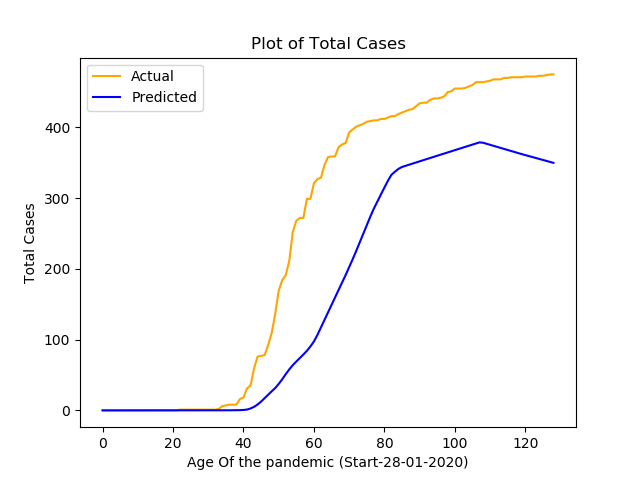 Plot of Total Cases
Actual
Predicted
Total Cases
400
300
200
100
0
0 20 40 60 80 100 120
Age Of the pandemic (Start-28-01-2020)